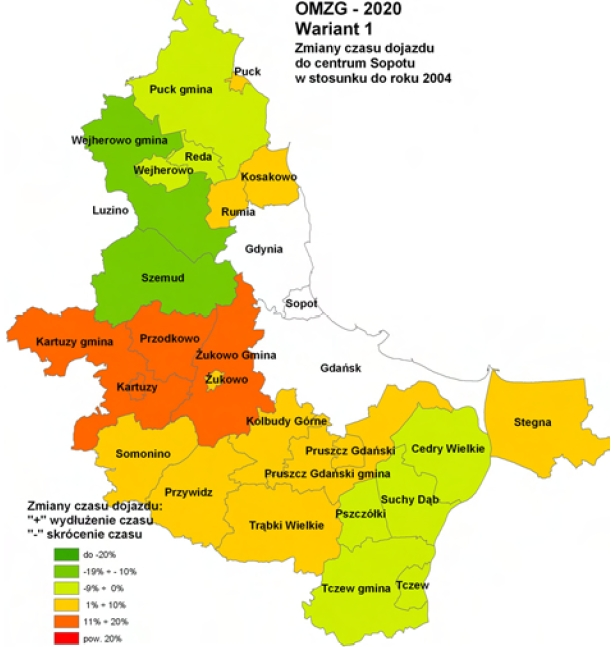 OMZG - 2020
Wariant 1
Zmiany czasu dojazdu
do centrum Sopotu
w stosunku do roku 2004
Puck
Puck gmina
Wejherowo gmina
Reda
Wejherowo
Kosakowo
Luzino
Rumia
Gdynia
Szemud
Sopot
Kartuzy gmina
Przodkowo
Żukowo Gmina
Gdańsk
Kartuzy
Żukowo
Kolbudy Górne
Stegna
Somonino
Pruszcz Gdański
Cedry Wielkie
Pruszcz Gdański gmina
Przywidz
Suchy Dąb
Pszczółki
Trąbki Wielkie
Tczew gmina
Tczew
Zmiany czasu dojazdu:
"+" wydłużenie czasu
"-" skrócenie czasu
do -20%
-19% ÷ - 10%
-9% ÷ 0%
1% ÷ 10%
11% ÷ 20%
pow. 20%